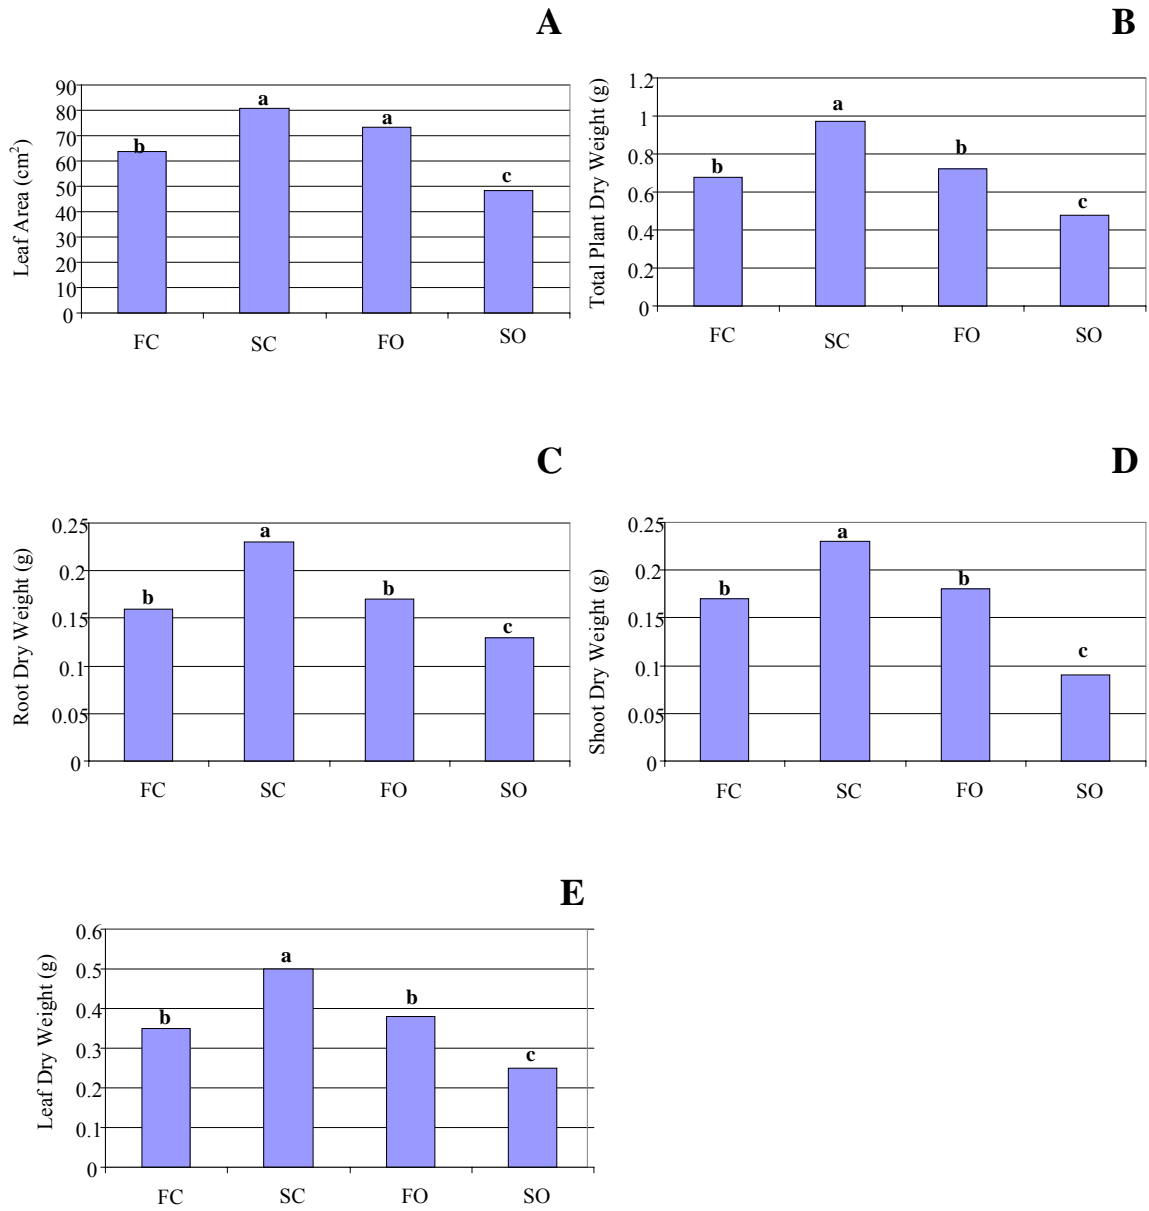 A
Leaf Area (cm²)
90
80
70
60
50
40
30
20
10
0
b
a
a
c
FC
SC
FO
SO
B
Total Plant Dry Weight (g)
1.2
1
0.8
0.6
0.4
0.2
0
b
a
b
c
FC
SC
FO
SO
C
Root Dry Weight (g)
0.25
0.2
0.15
0.1
0.05
0
b
a
b
c
FC
SC
FO
SO
D
Shoot Dry Weight (g)
0.25
0.2
0.15
0.1
0.05
0
b
a
b
c
FC
SC
FO
SO
E
Leaf Dry Weight (g)
0.6
0.5
0.4
0.3
0.2
0.1
0
b
a
b
c
FC
SC
FO
SO